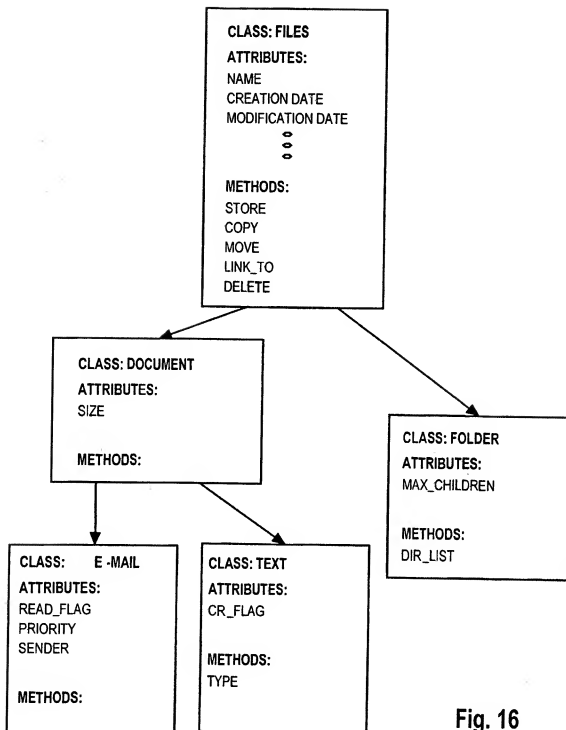 CLASS: FILES
ATTRIBUTES:
NAME
CREATION DATE
MODIFICATION DATE
METHODS:
STORE
COPY
MOVE
LINK_TO
DELETE
CLASS: DOCUMENT
ATTRIBUTES:
SIZE
METHODS:
CLASS: FOLDER
ATTRIBUTES:
MAX_CHILDREN
METHODS:
DIR_LIST
CLASS: E -MAIL
ATTRIBUTES:
READ_FLAG
PRIORITY
SENDER
METHODS:
CLASS: TEXT
ATTRIBUTES:
CR_FLAG
METHODS:
TYPE
Fig. 16